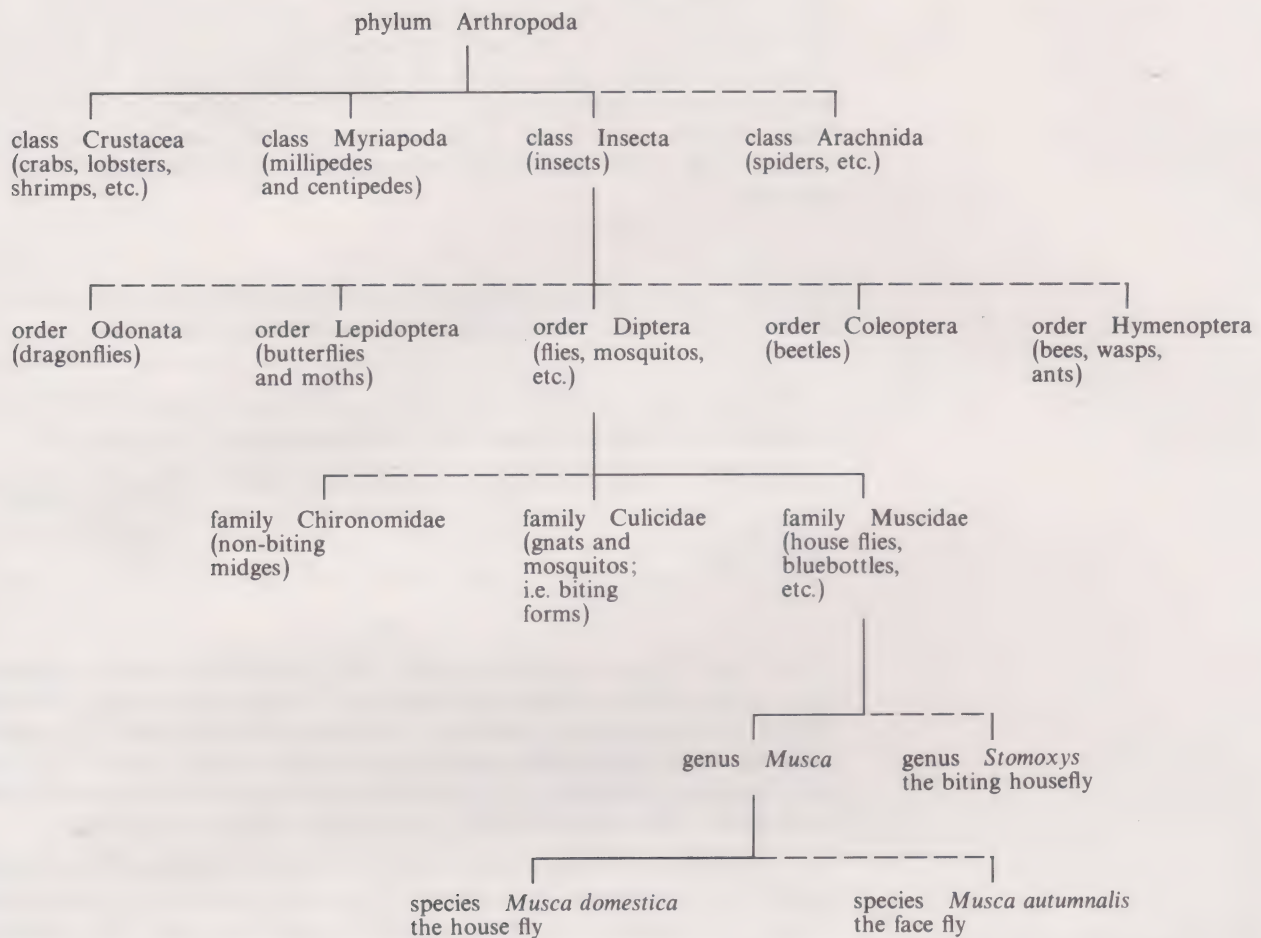 phylum Arthropoda
class Crustacea
(crabs, lobsters,
shrimps, etc.)
class Myriapoda
(millipedes
and centipedes)
class Insecta
(insects)
class Arachnida
(spiders, etc.)
order Odonata
(dragonflies)
order Lepidoptera
(butterflies
and moths)
order Diptera
(flies, mosquitos,
etc.)
order Coleoptera
(beetles)
order Hymenoptera
(bees, wasps,
ants)
family Chironomidae
(non-biting
midges)
family Culicidae
(gnats and
mosquitos;
i.e. biting
forms)
family Muscidae
(house flies,
bluebottles,
etc.)
genus Musca
genus Stomoxys
the biting housefly
species Musca domestica
the house fly
species Musca autumnalis
the face fly